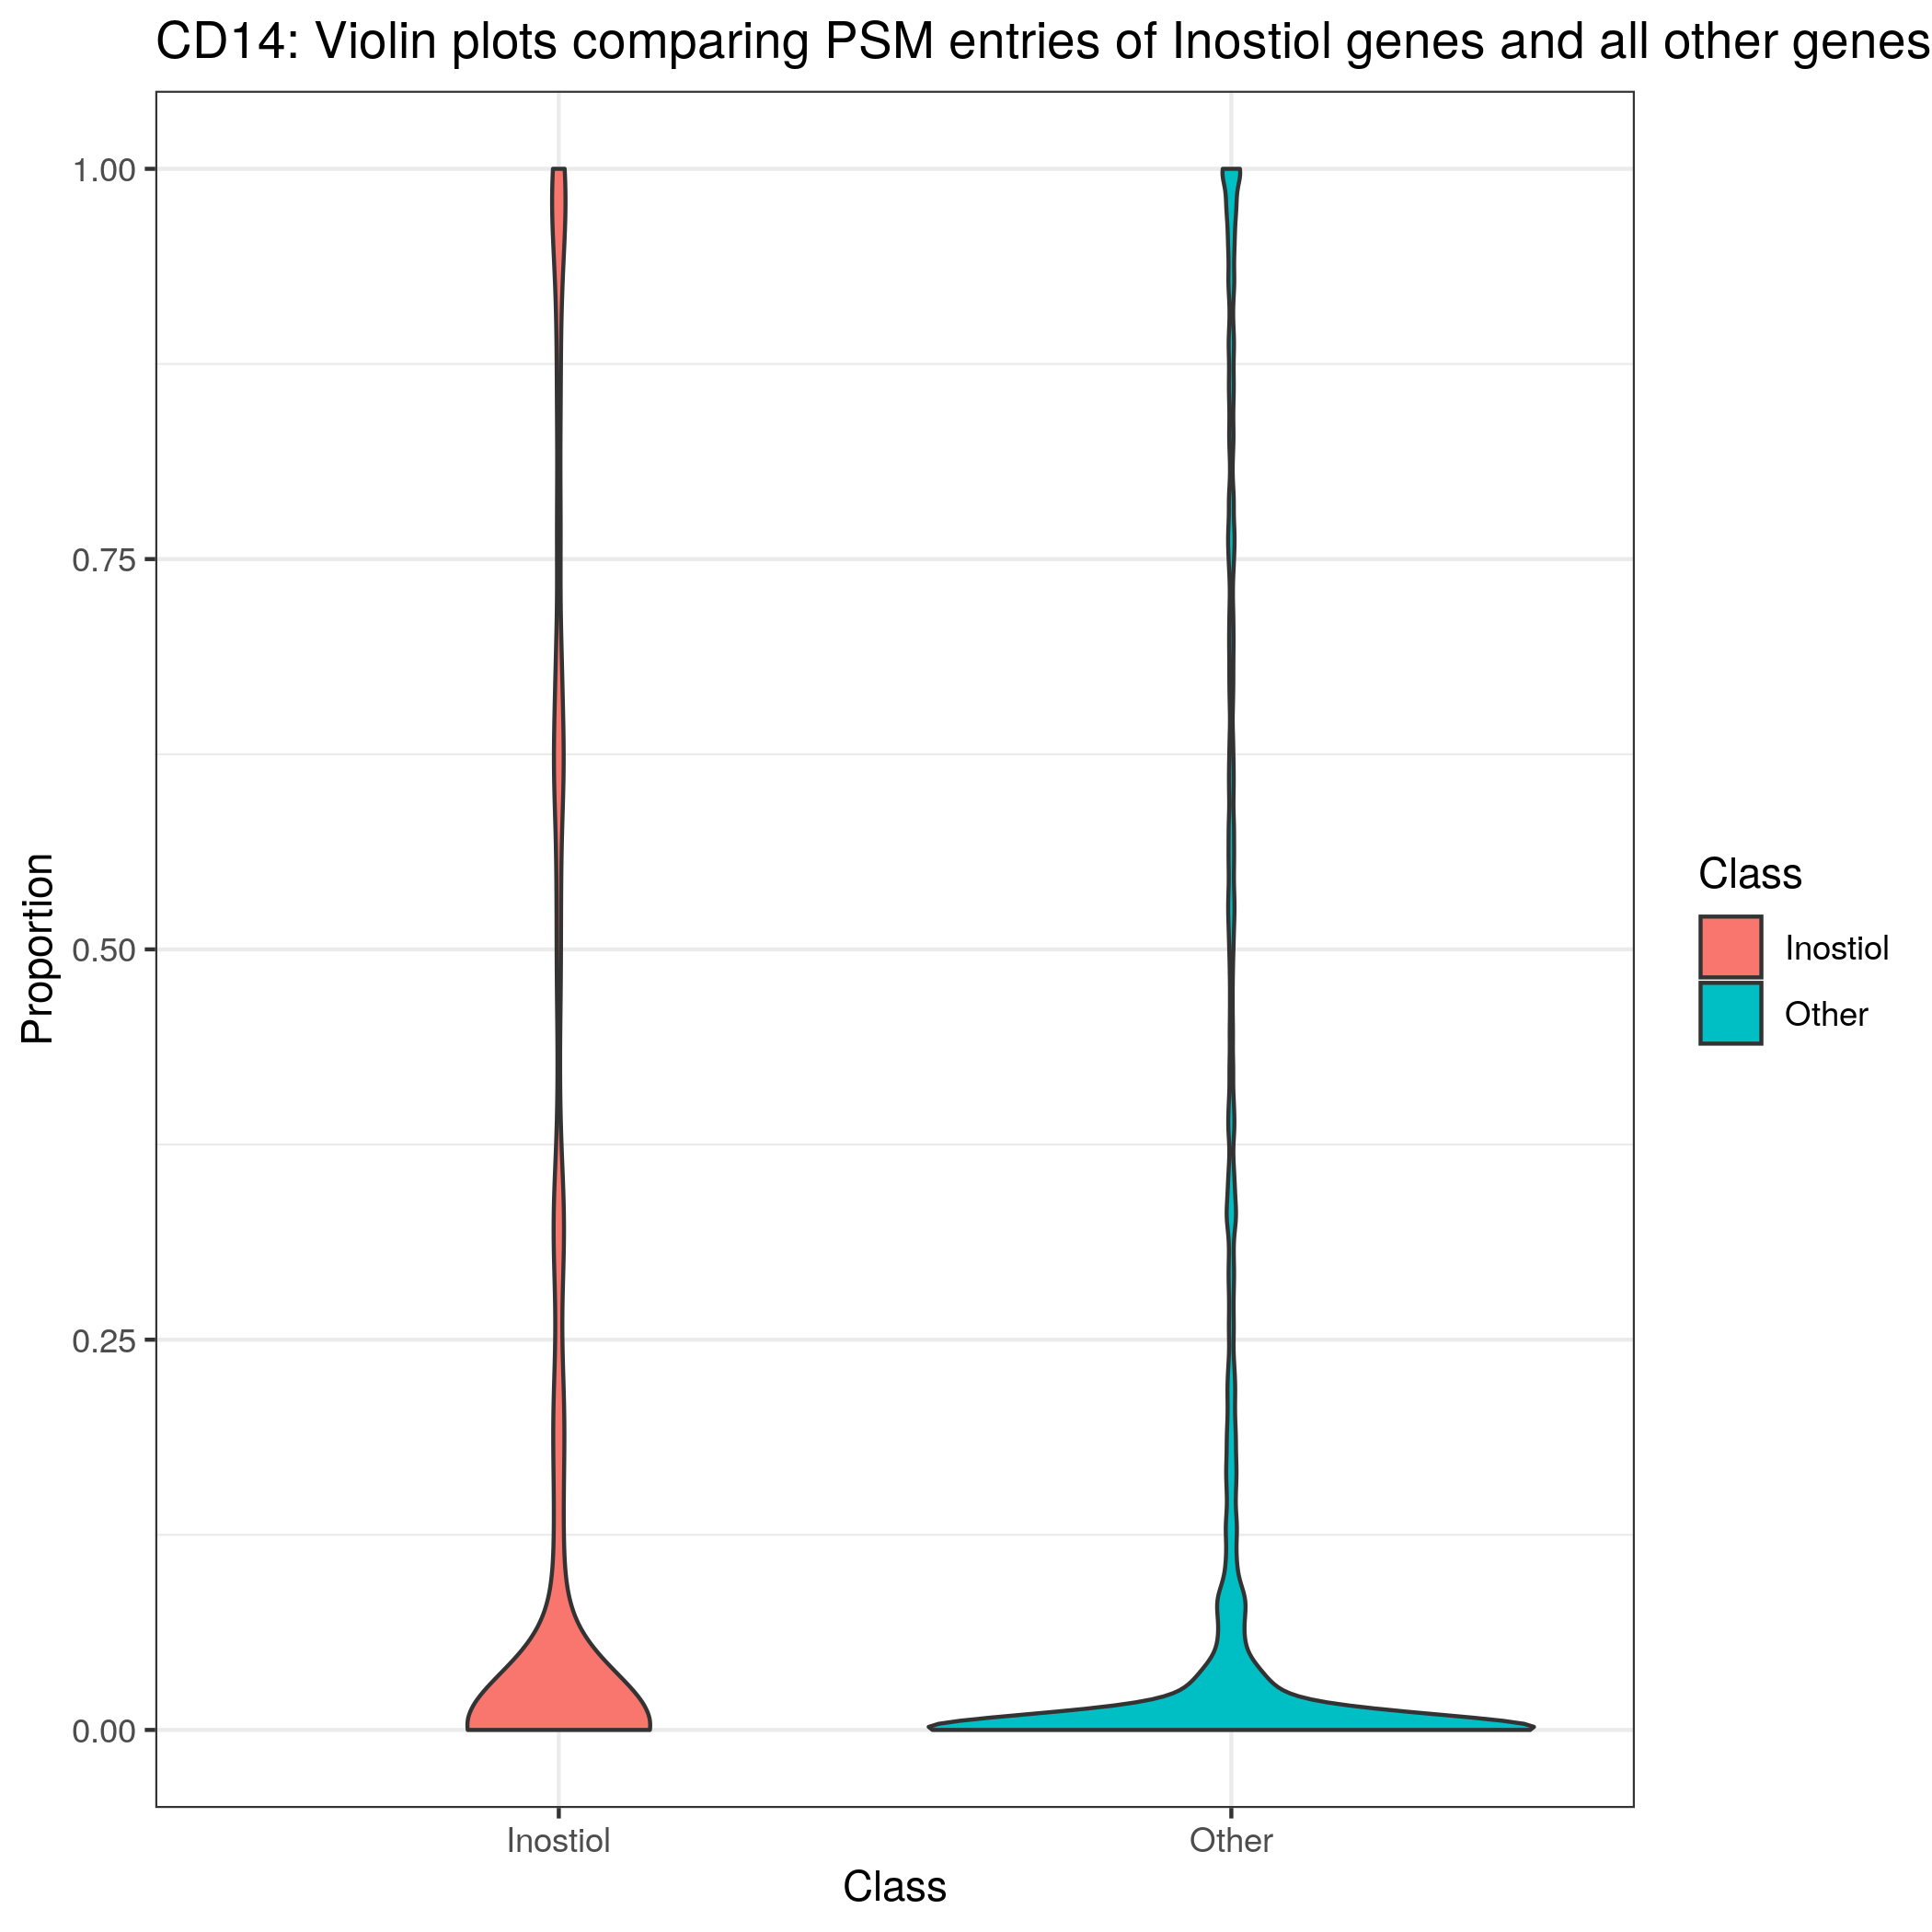 CD14: Violin plots comparing PSM entries of Inostiol genes and all other genes
1.00
0.75
0.50
0.25
0.00
Proportion
Inostiol
Other
Class
Class
Inostiol
Other